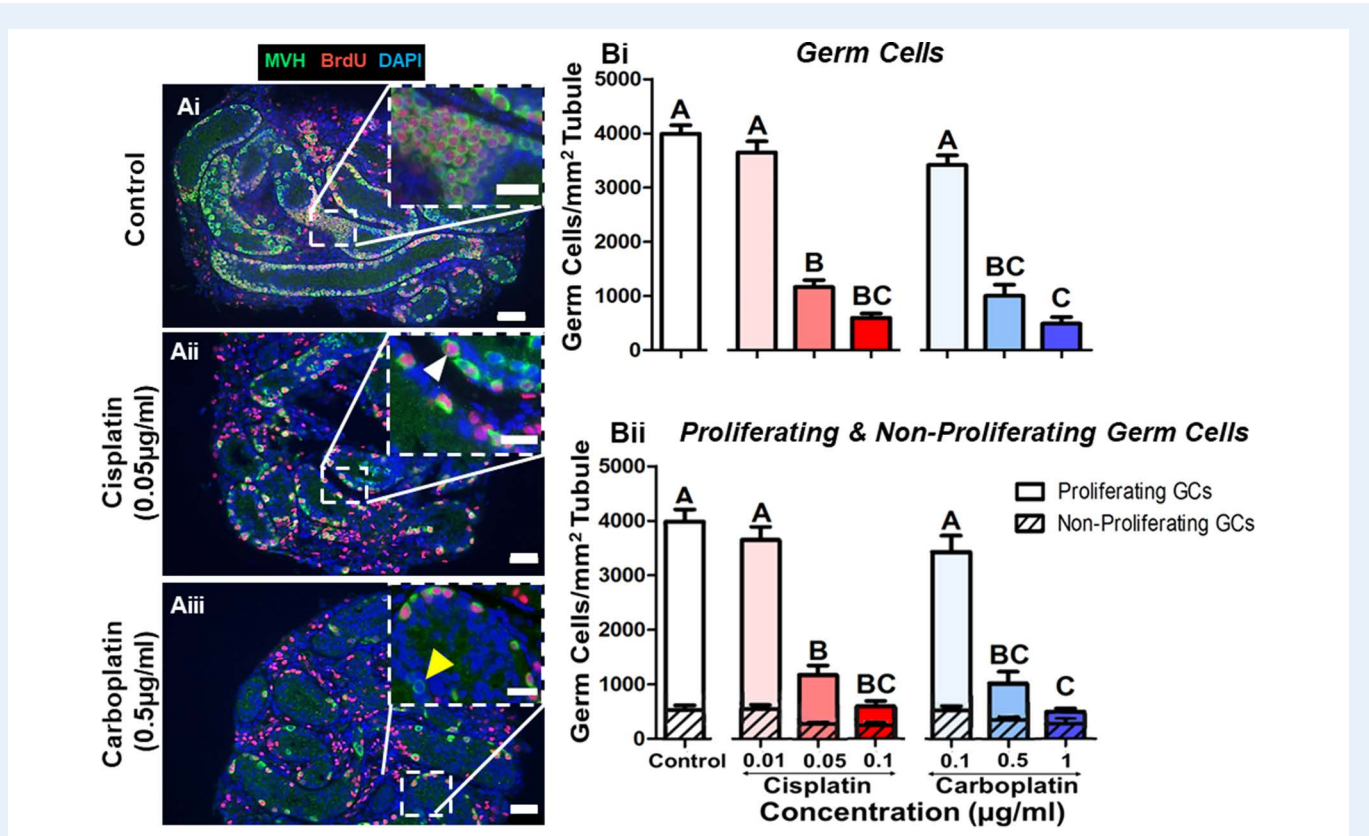 MVH BrdU DAPI
Control
Ai
Cisplatin
(0.05µg/ml)
Aii
Carboplatin
(0.5µg/ml)
Aiii
Bi Germ Cells
Germ Cells/mm² Tubule
5000
4000
3000
2000
1000
0
A
A
B
BC
A
BC
C
Bii Proliferating & Non-Proliferating Germ Cells
Germ Cells/mm² Tubule
5000
4000
3000
2000
1000
0
A
A
B
BC
A
BC
C
Proliferating GCs
Non-Proliferating GCs
Control 0.01 0.05 0.1 0.1 0.5 1
Cisplatin Carboplatin
Concentration (µg/ml)